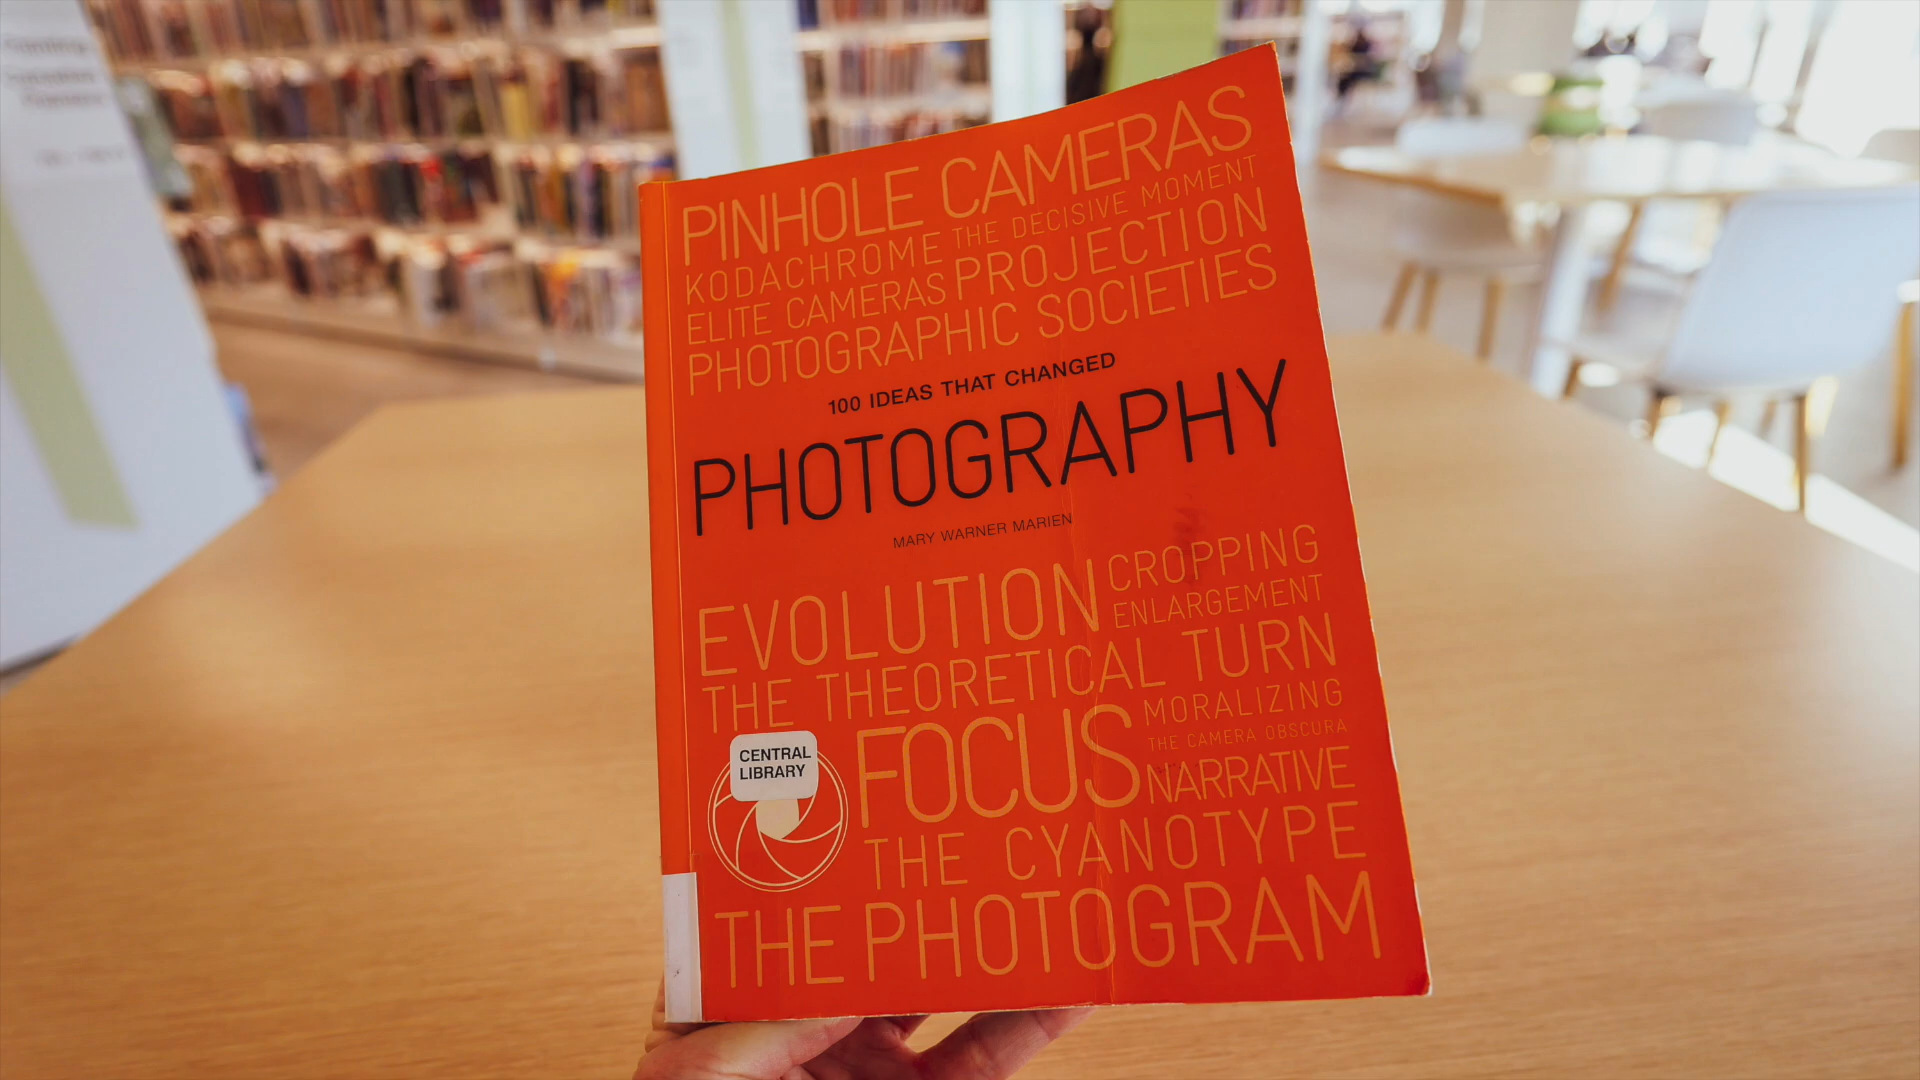 PINHOLE CAMERAS
KODACHROME THE DECISIVE MOMENT
ELITE CAMERAS PROJECTION
PHOTOGRAPHIC SOCIETIES
100 IDEAS THAT CHANGED
PHOTOGRAPHY
MARY WARNER MARIEN
EVOLUTION CROPPING
ENLARGEMENT
THE THEORETICAL TURN
FOCUS MORALIZING
THE CAMERA OBSCURA
NARRATIVE
CENTRAL
LIBRARY
THE CYANOTYPE
THE PHOTOGRAM